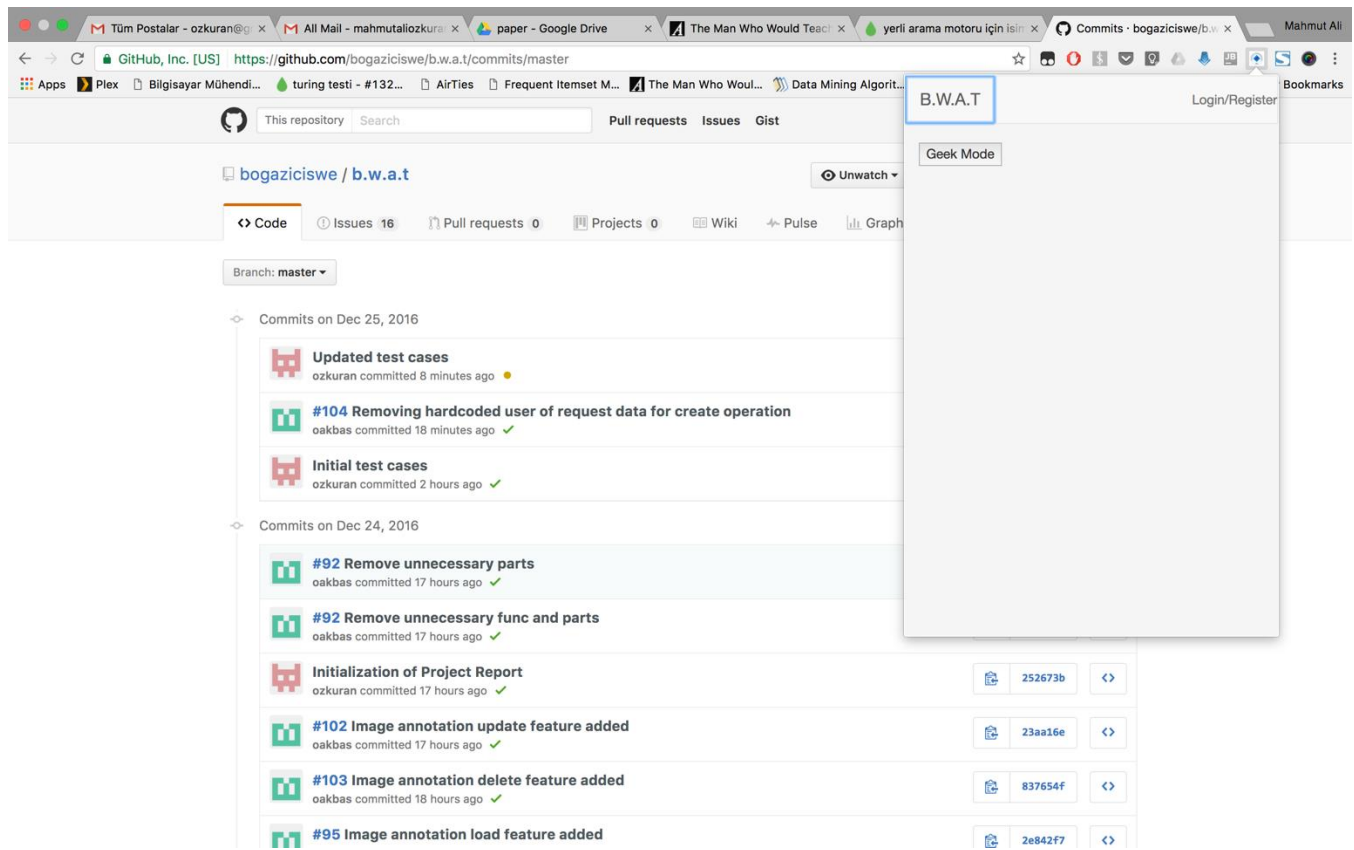 Tüm Postalar - ozkuran@g
All Mail - mahmutaliozkura
paper - Google Drive
The Man Who Would Teac
yerli arama motoru için isim
Commits · bogaziciswe/b.w
Mahmut Ali
GitHub, Inc. [US] https://github.com/bogaziciswe/b.w.a.t/commits/master
Apps Plex Bilgisayar Mühendi... turing testi - #132... AirTies Frequent Itemset M... The Man Who Woul... Data Mining Algorit... Bookmarks
B.W.A.T Login/Register
Geek Mode
This repository Search Pull requests Issues Gist
bogaziciswe / b.w.a.t Unwatch
Code Issues 16 Pull requests 0 Projects 0 Wiki Pulse Graph
Branch: master
Commits on Dec 25, 2016
Updated test cases
ozkuran committed 8 minutes ago
#104 Removing hardcoded user of request data for create operation
oakbas committed 18 minutes ago
Initial test cases
ozkuran committed 2 hours ago
Commits on Dec 24, 2016
#92 Remove unnecessary parts
oakbas committed 17 hours ago
#92 Remove unnecessary func and parts
oakbas committed 17 hours ago
Initialization of Project Report
ozkuran committed 17 hours ago
252673b
#102 Image annotation update feature added
oakbas committed 17 hours ago
23aa16e
#103 Image annotation delete feature added
oakbas committed 18 hours ago
837654f
#95 Image annotation load feature added
2e842f7